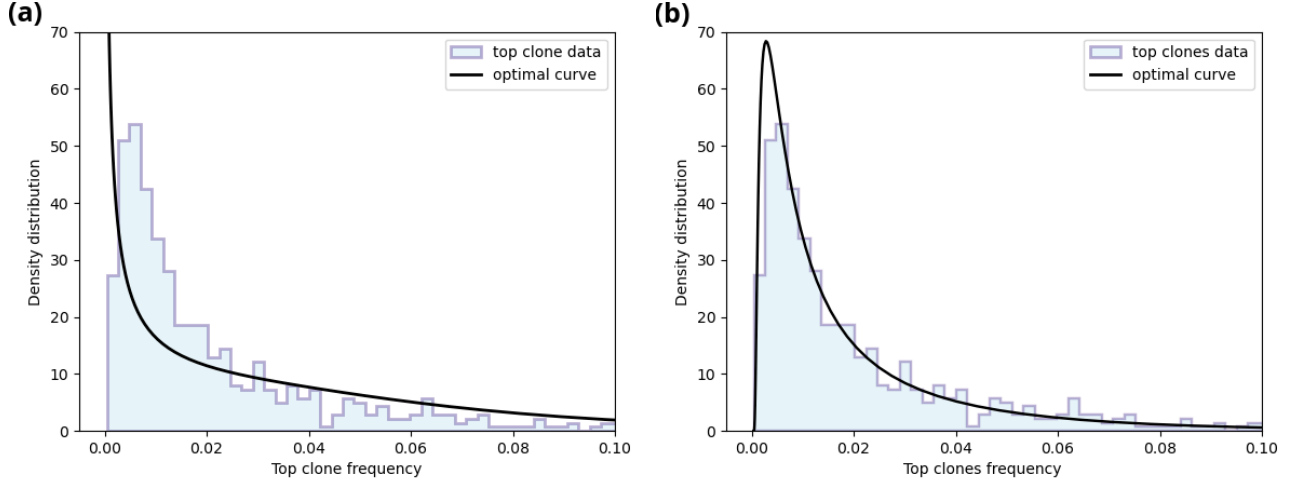 (a)
70
60
50
40
30
20
10
0
Density distribution
top clone data
optimal curve
0.00 0.02 0.04 0.06 0.08 0.10
Top clone frequency
(b)
70
60
50
40
30
20
10
0
Density distribution
top clones data
optimal curve
0.00 0.02 0.04 0.06 0.08 0.10
Top clones frequency